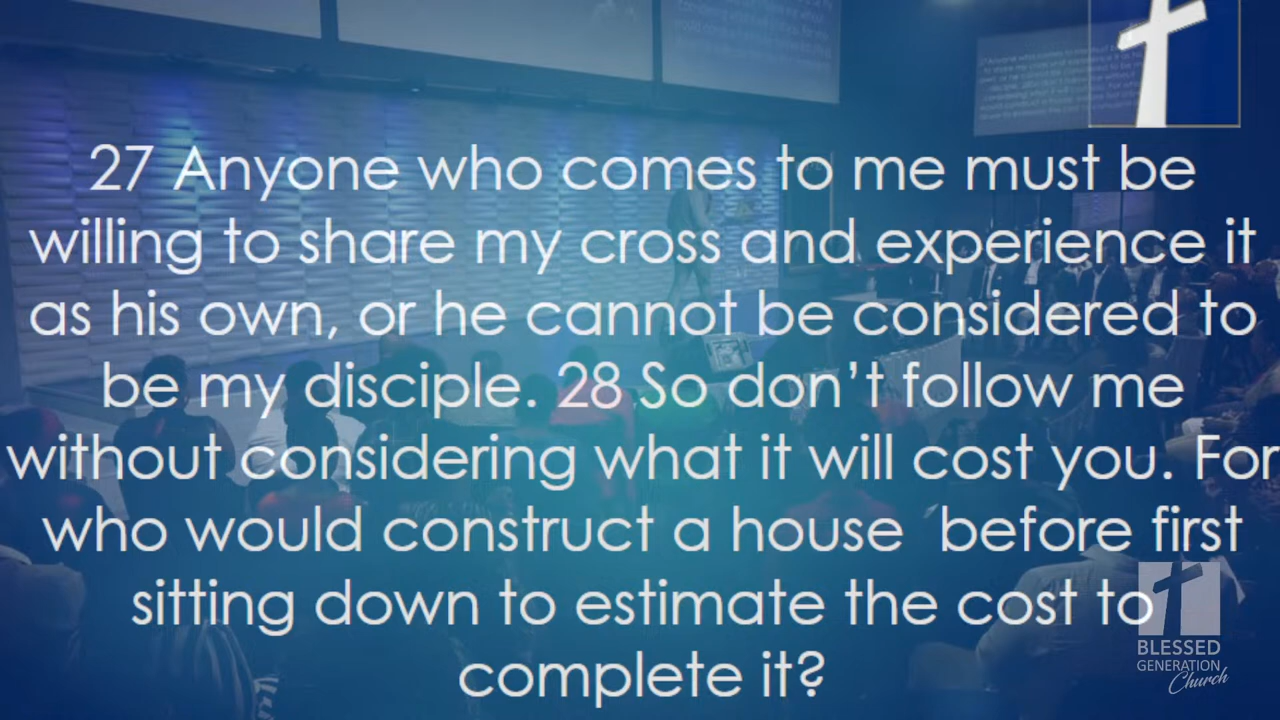 27 Anyone who comes to me must be
willing to share my cross and experience it
as his own, or he cannot be considered to
be my disciple. 28 So don’t follow me
without considering what it will cost you. For
who would construct a house  before first
sitting down to estimate the cost to
complete it?
BLESSED
GENERATION
Church